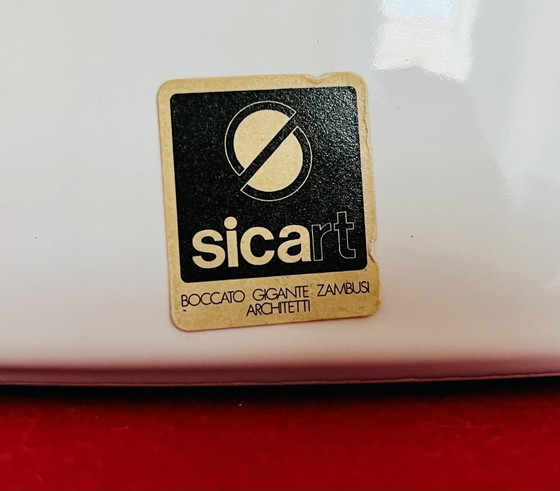 sicart
BOCCATO GIGANTE ZAMBUSI
ARCHITETTI